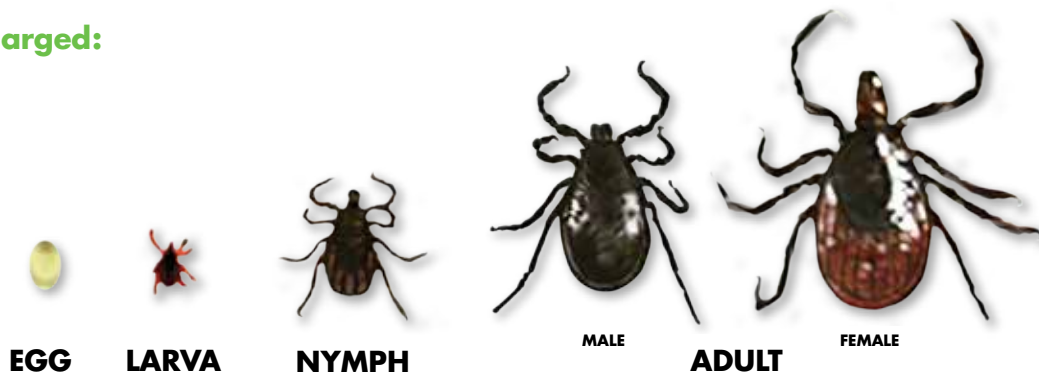 arged:
MALE
FEMALE
EGG
LARVA
NYMPH
ADULT